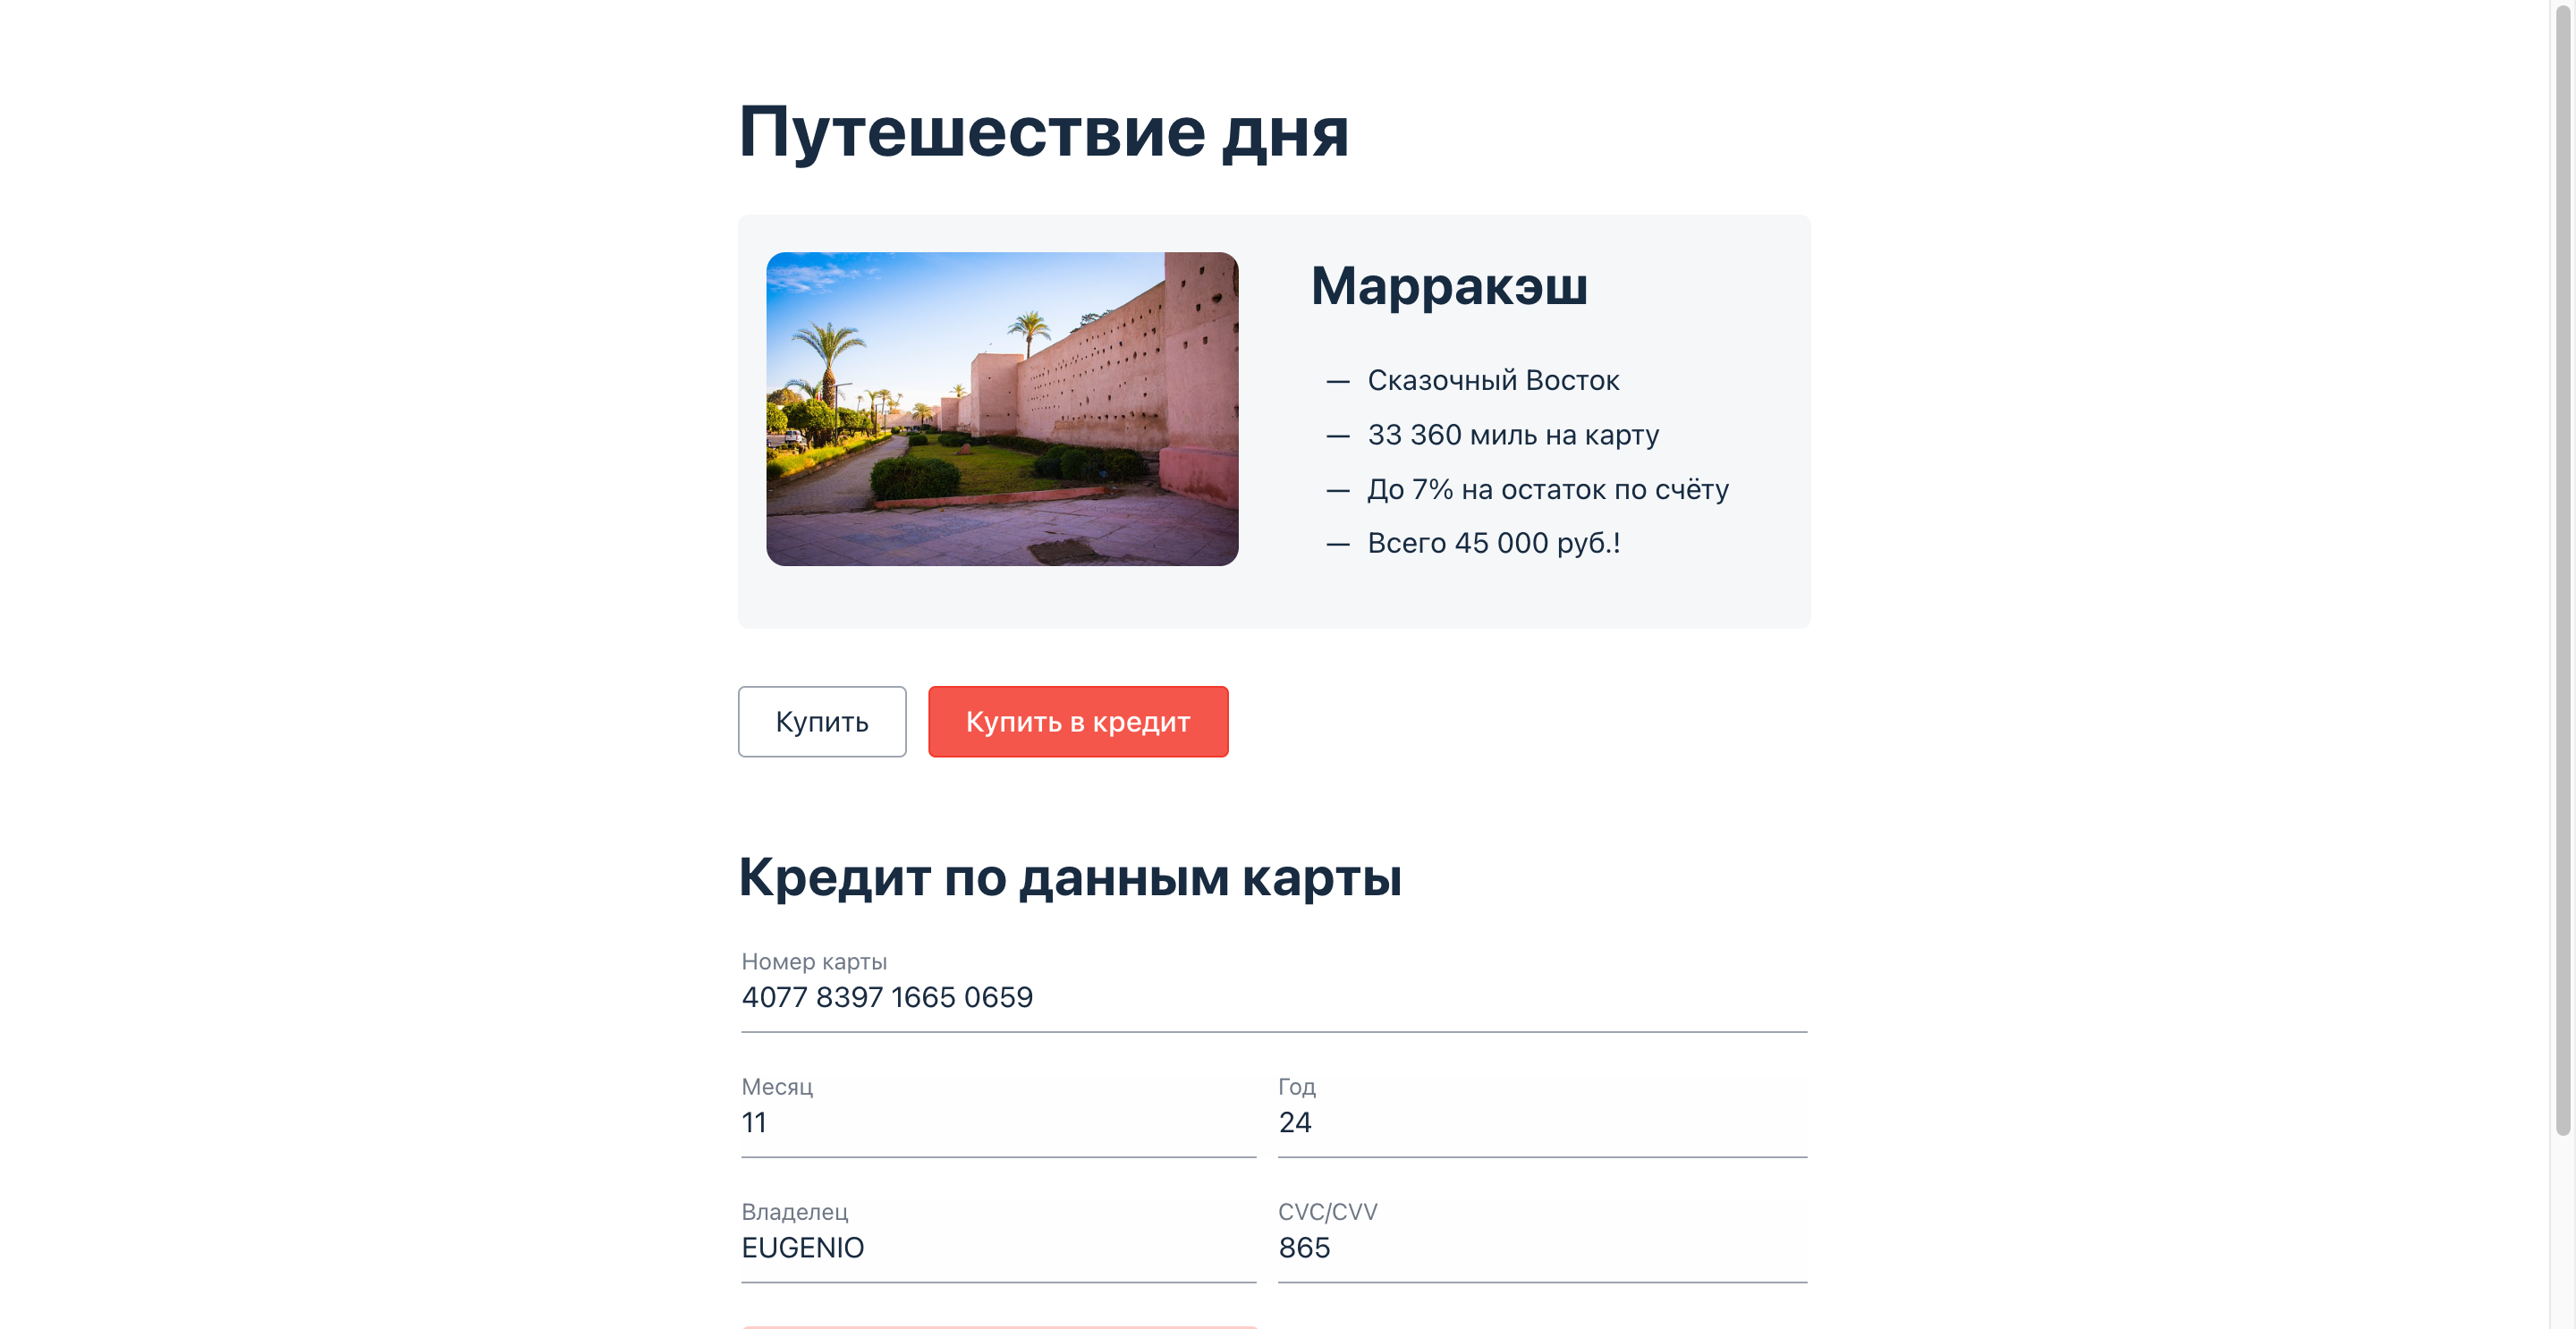 Путешествие дня
Марракэш
— Сказочный Восток
— 33 360 миль на карту
— До 7% на остаток по счёту
— Всего 45 000 руб.!
Купить
Купить в кредит
Кредит по данным карты
Номер карты
4077 8397 1665 0659
Месяц
Год
11
24
Владелец
CVC/CVV
EUGENIO
865